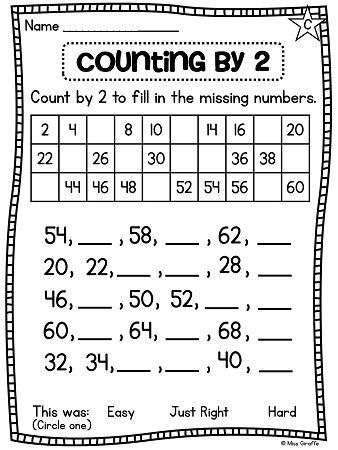 C
Name ____________________
Counting by 2
Count by 2 to fill in the missing numbers.
2 4 8 10 14 16 20
22 26 30 36 38
44 46 48 52 54 56 60
54, ___ , 58, ___ , 62, ___
20, 22, ___ , ___ , 28, ___
46, ___ , 50, 52, ___ , ___
60, ___ , 64, ___ , 68, ___
32, 34, ___ , ___ , 40, ___
This was: Easy Just Right Hard
(Circle one)
© Miss Giraffe